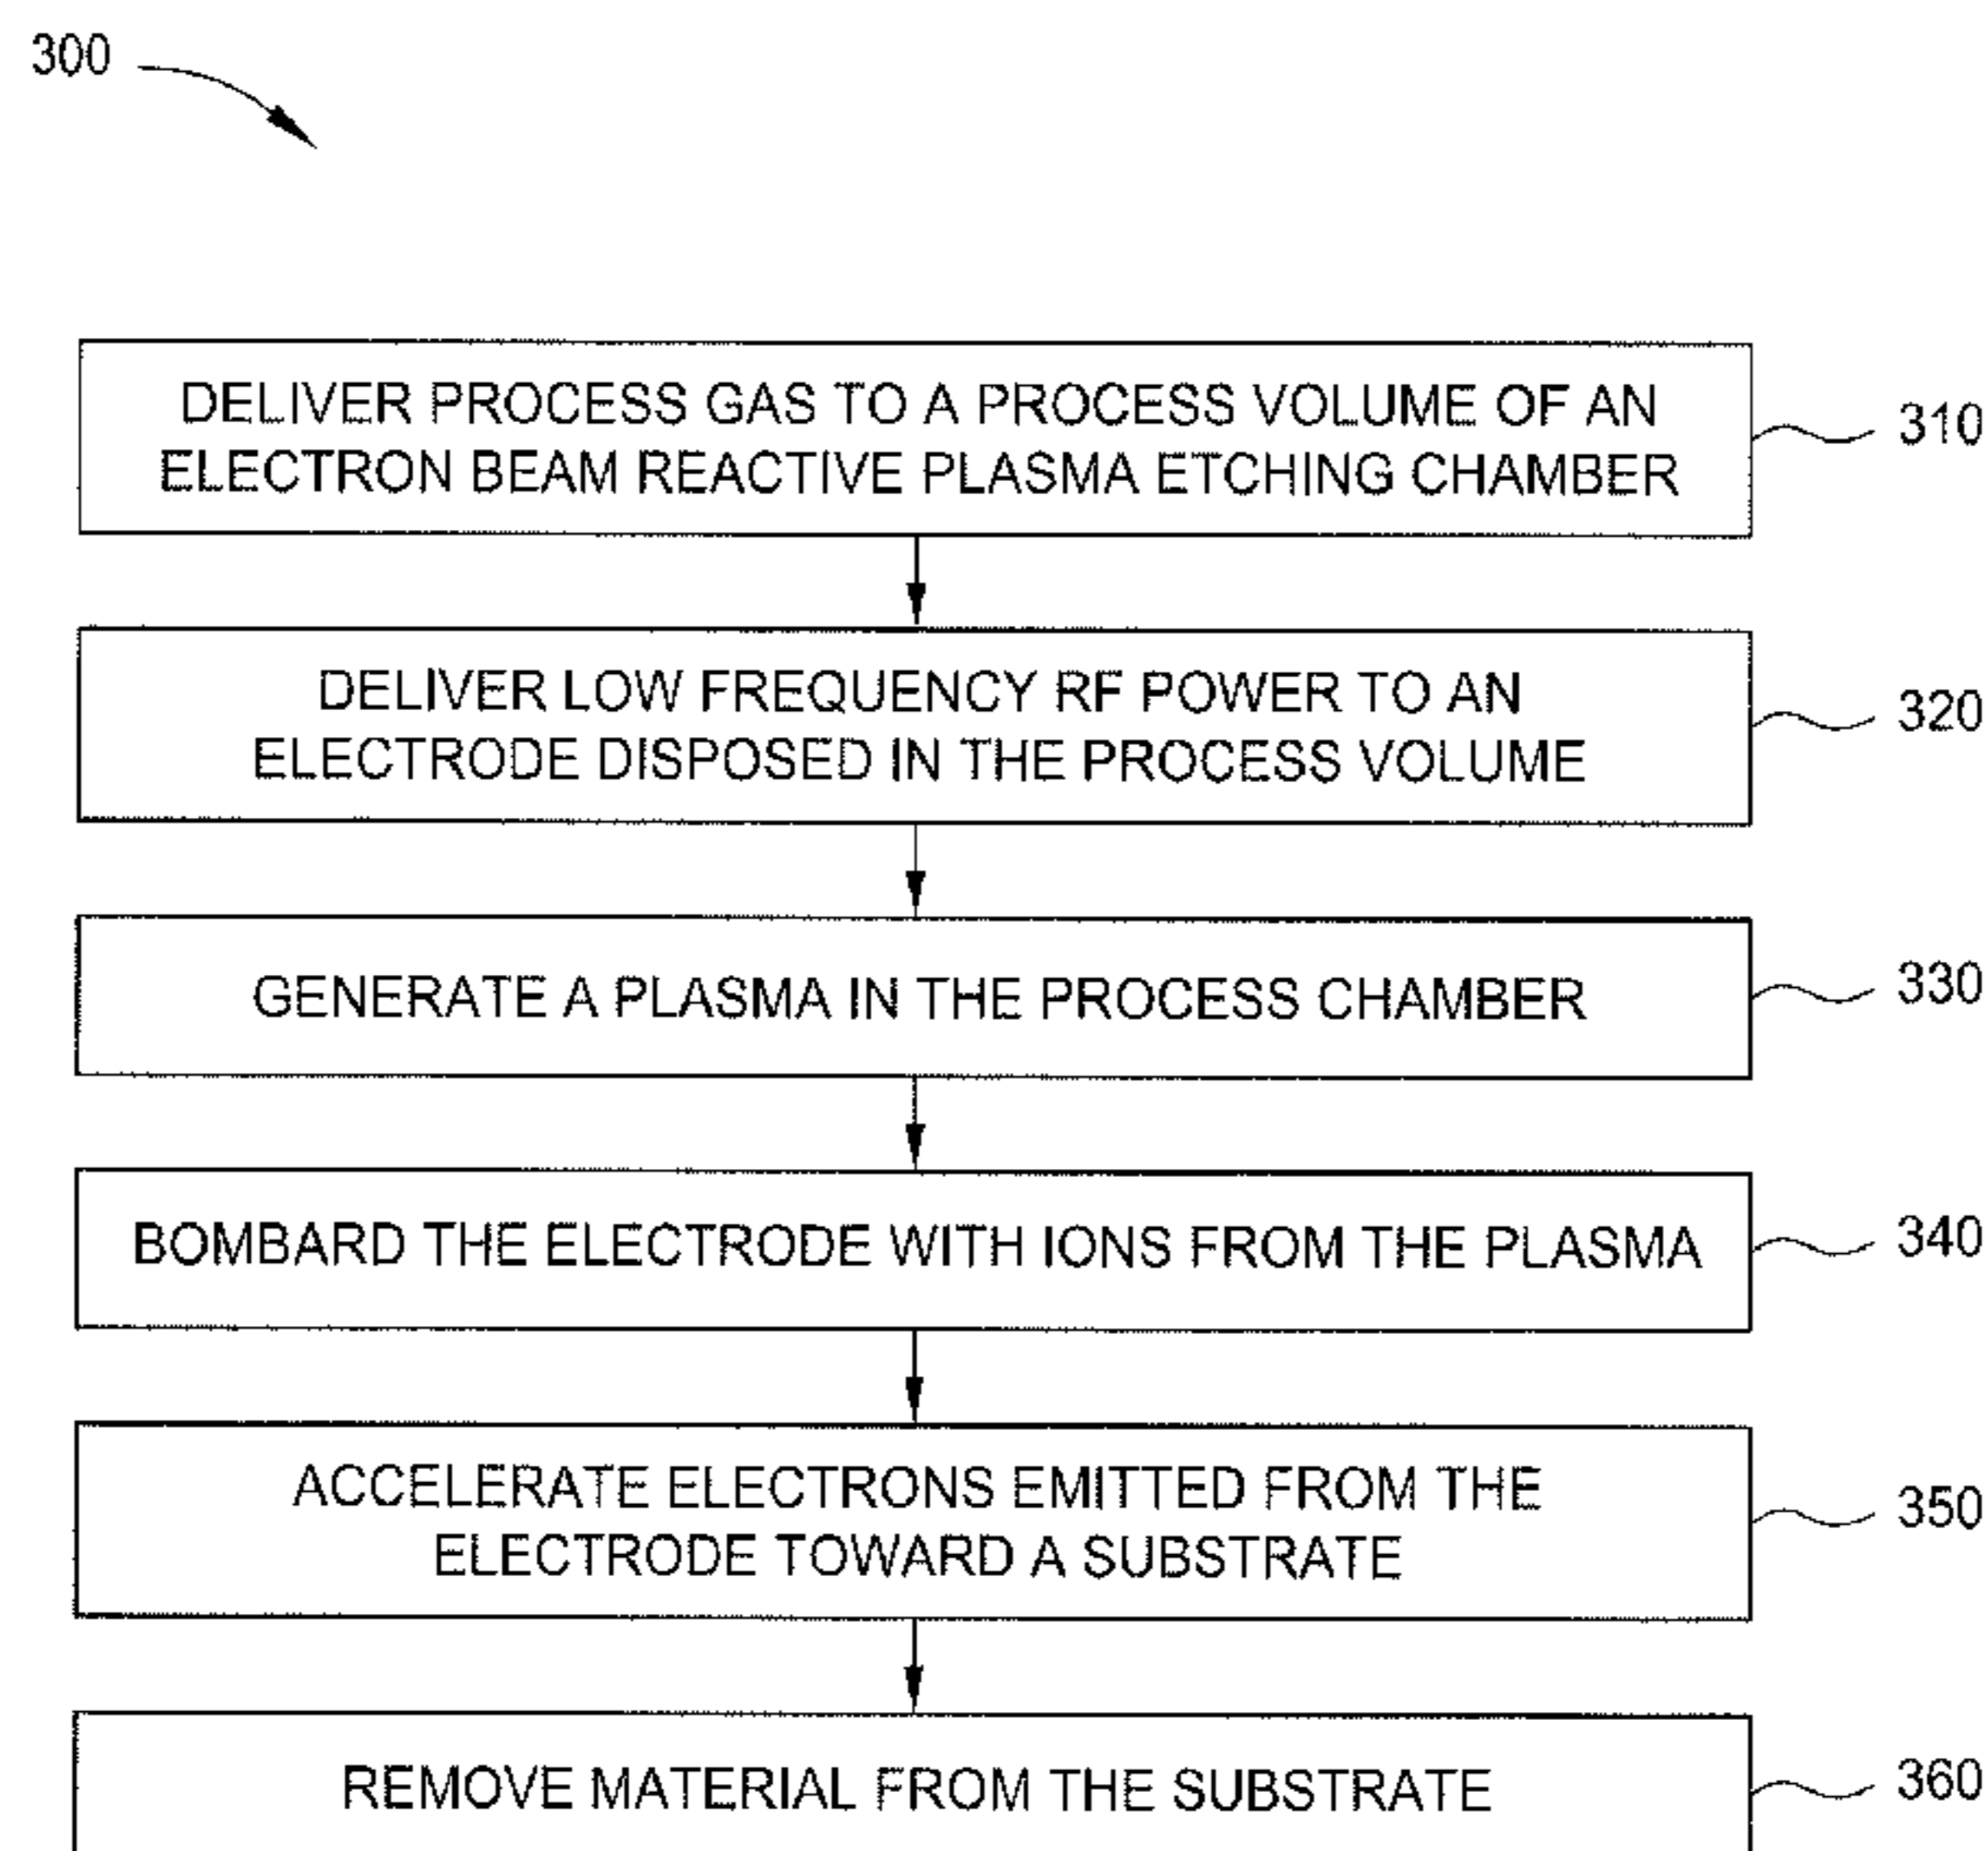 300
DELIVER PROCESS GAS TO A PROCESS VOLUME OF AN
ELECTRON BEAM REACTIVE PLASMA ETCHING CHAMBER
310
DELIVER LOW FREQUENCY RF POWER TO AN
ELECTRODE DISPOSED IN THE PROCESS VOLUME
320
GENERATE A PLASMA IN THE PROCESS CHAMBER
330
BOMBARD THE ELECTRODE WITH IONS FROM THE PLASMA
340
ACCELERATE ELECTRONS EMITTED FROM THE
ELECTRODE TOWARD A SUBSTRATE
350
REMOVE MATERIAL FROM THE SUBSTRATE
360